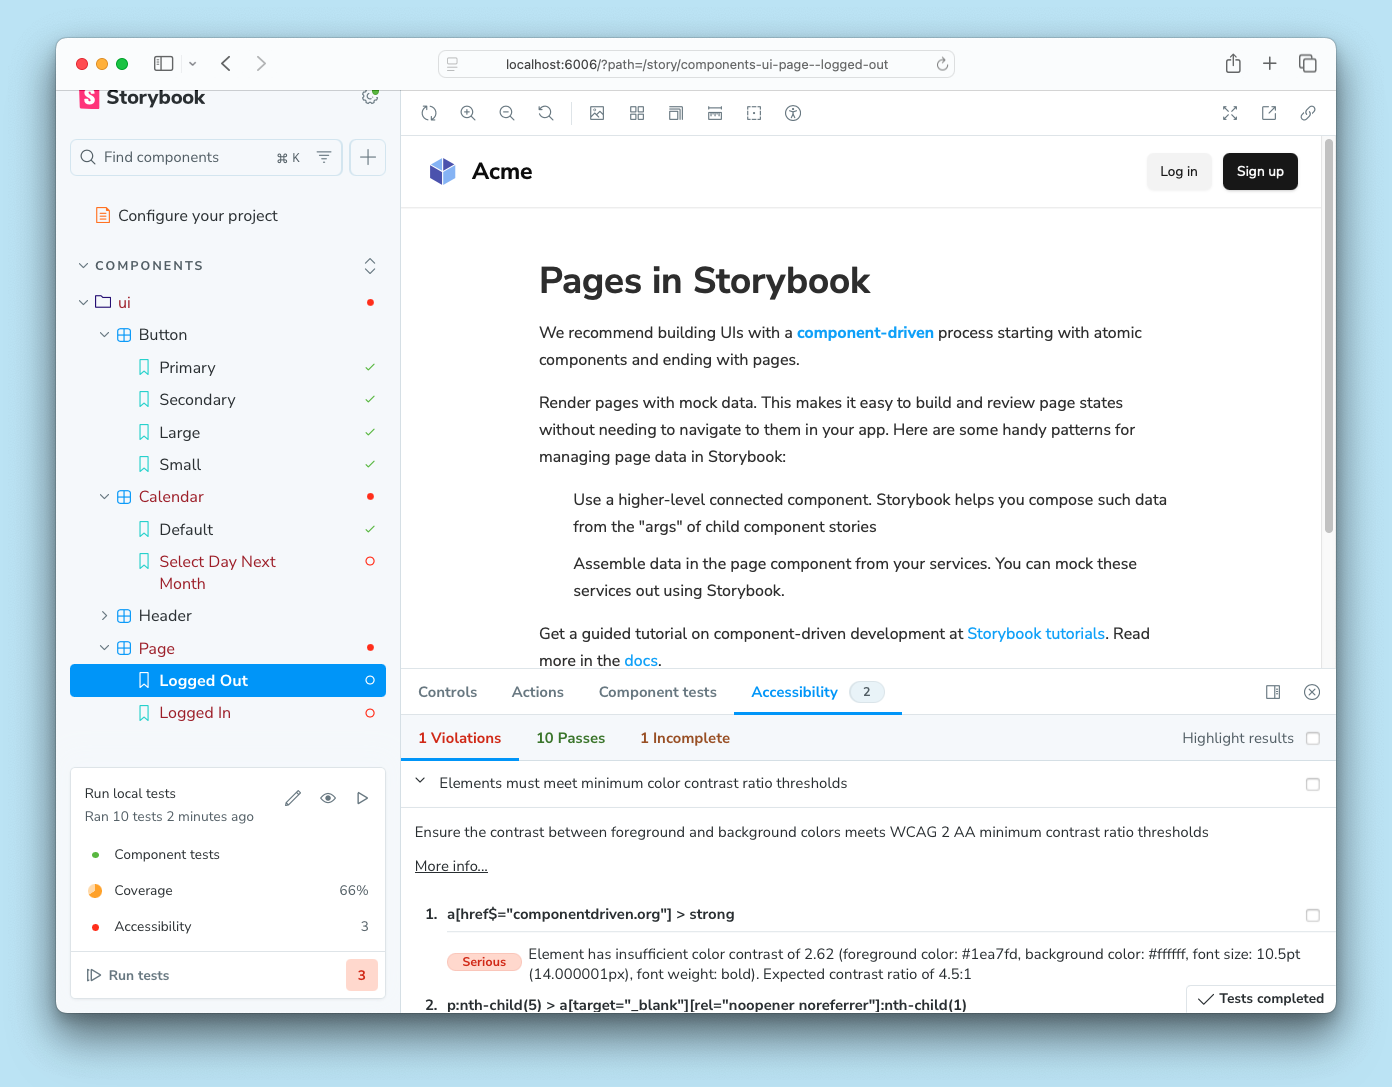 localhost:6006/?path=/story/components-ui-page--logged-out
Storybook
Find components
⌘ K
Configure your project
COMPONENTS
ui
Button
Primary
Secondary
Large
Small
Calendar
Default
Select Day Next
Month
Header
Page
Logged Out
Logged In
Run local tests
Ran 10 tests 2 minutes ago
Component tests
Coverage
66%
Accessibility
3
Run tests
3
Acme
Log in
Sign up
Pages in Storybook
We recommend building UIs with a component-driven process starting with atomic
components and ending with pages.
Render pages with mock data. This makes it easy to build and review page states
without needing to navigate to them in your app. Here are some handy patterns for
managing page data in Storybook:
Use a higher-level connected component. Storybook helps you compose such data
from the "args" of child component stories
Assemble data in the page component from your services. You can mock these
services out using Storybook.
Get a guided tutorial on component-driven development at Storybook tutorials. Read
more in the docs.
Controls
Actions
Component tests
Accessibility
2
1 Violations
10 Passes
1 Incomplete
Highlight results
Elements must meet minimum color contrast ratio thresholds
Ensure the contrast between foreground and background colors meets WCAG 2 AA minimum contrast ratio thresholds
More info...
1. a[href$="componentdriven.org"] > strong
Serious
Element has insufficient color contrast of 2.62 (foreground color: #1ea7fd, background color: #ffffff, font size: 10.5pt
(14.000001px), font weight: bold). Expected contrast ratio of 4.5:1
2. p:nth-child(5) > a[target="_blank"][rel="noopener noreferrer"]:nth-child(1)
Tests completed